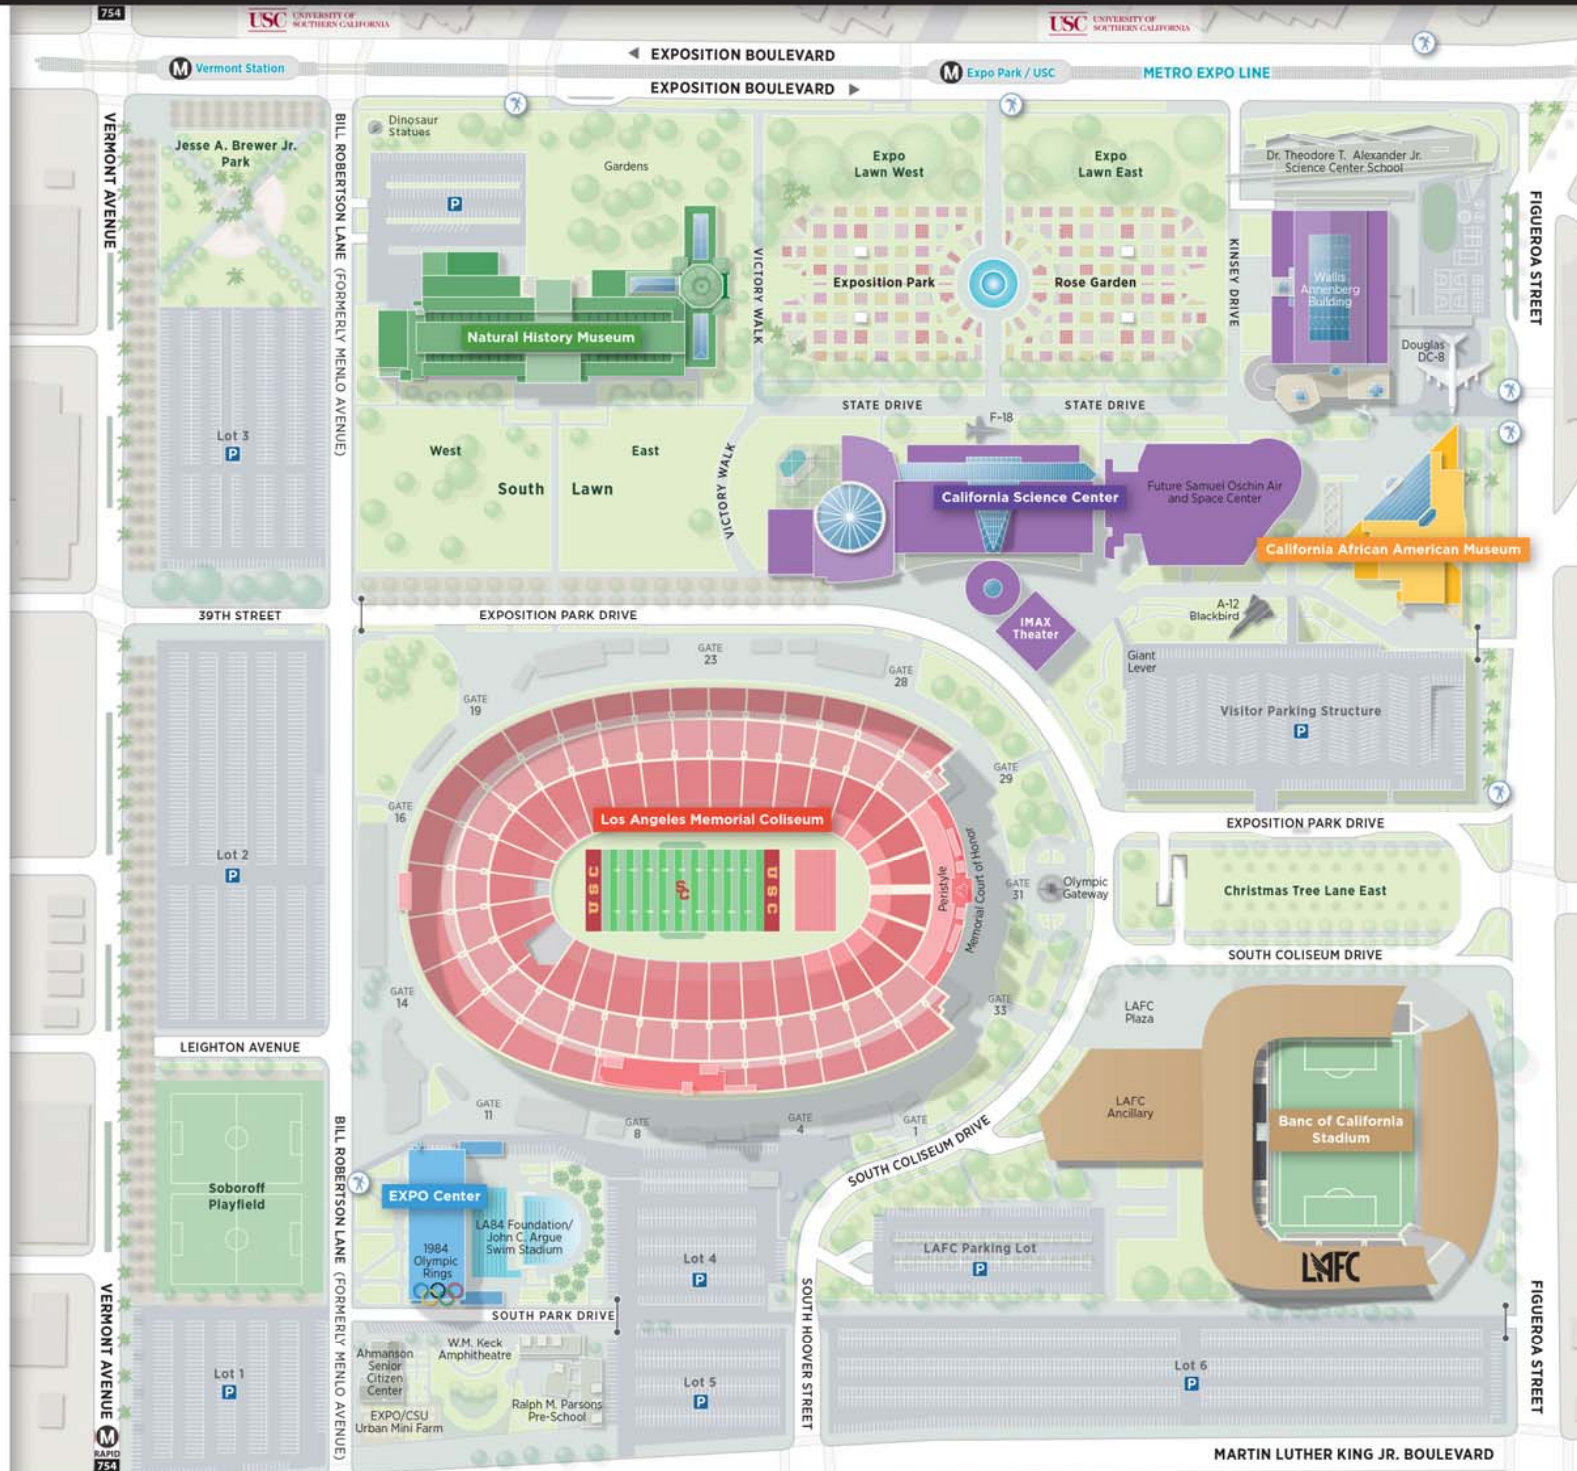 754
USC UNIVERSITY OF
SOUTHERN CALIFORNIA
USC UNIVERSITY OF
SOUTHERN CALIFORNIA
EXPOSITION BOULEVARD
M Vermont Station
M Expo Park / USC
METRO EXPO LINE
EXPOSITION BOULEVARD
VERMONT AVENUE
Jesse A. Brewer Jr.
Park
BILL ROBERTSON LANE (FORMERLY MENLO AVENUE)
Dinosaur
Statues
P
Gardens
Expo
Lawn West
Expo
Lawn East
Dr. Theodore T. Alexander Jr.
Science Center School
FIGUEROA STREET
VICTORY WALK
Exposition Park
Rose Garden
KINSEY DRIVE
Wallis
Annenberg
Building
Natural History Museum
Douglas
DC-8
STATE DRIVE
STATE DRIVE
F-18
Lot 3
P
West
East
South Lawn
VICTORY WALK
California Science Center
Future Samuel Oschin Air
and Space Center
California African American Museum
39TH STREET
EXPOSITION PARK DRIVE
IMAX
Theater
A-12
Blackbird
Giant
Lever
GATE
23
GATE
28
GATE
19
Visitor Parking Structure
P
GATE
29
GATE
16
Los Angeles Memorial Coliseum
EXPOSITION PARK DRIVE
Lot 2
P
USC
SC
USC
Peristyle
Memorial Court of Honor
GATE
31
Olympic
Gateway
Christmas Tree Lane East
SOUTH COLISEUM DRIVE
GATE
14
GATE
33
LAFC
Plaza
LEIGHTON AVENUE
GATE
11
GATE
8
GATE
4
GATE
1
SOUTH COLISEUM DRIVE
LAFC
Ancillary
Banc of California
Stadium
BILL ROBERTSON LANE (FORMERLY MENLO AVENUE)
Soboroff
Playfield
EXPO Center
LA84 Foundation/
John C. Argue
Swim Stadium
1984
Olympic
Rings
Lot 4
P
LAFC Parking Lot
P
LAFC
SOUTH PARK DRIVE
SOUTH HOOVER STREET
VERMONT AVENUE
FIGUEROA STREET
Lot 1
P
Ahmanson
Senior
Citizen
Center
W.M. Keck
Amphitheatre
EXPO/CSU
Urban Mini Farm
Ralph M. Parsons
Pre-School
Lot 5
P
Lot 6
P
M
RAPID
754
MARTIN LUTHER KING JR. BOULEVARD